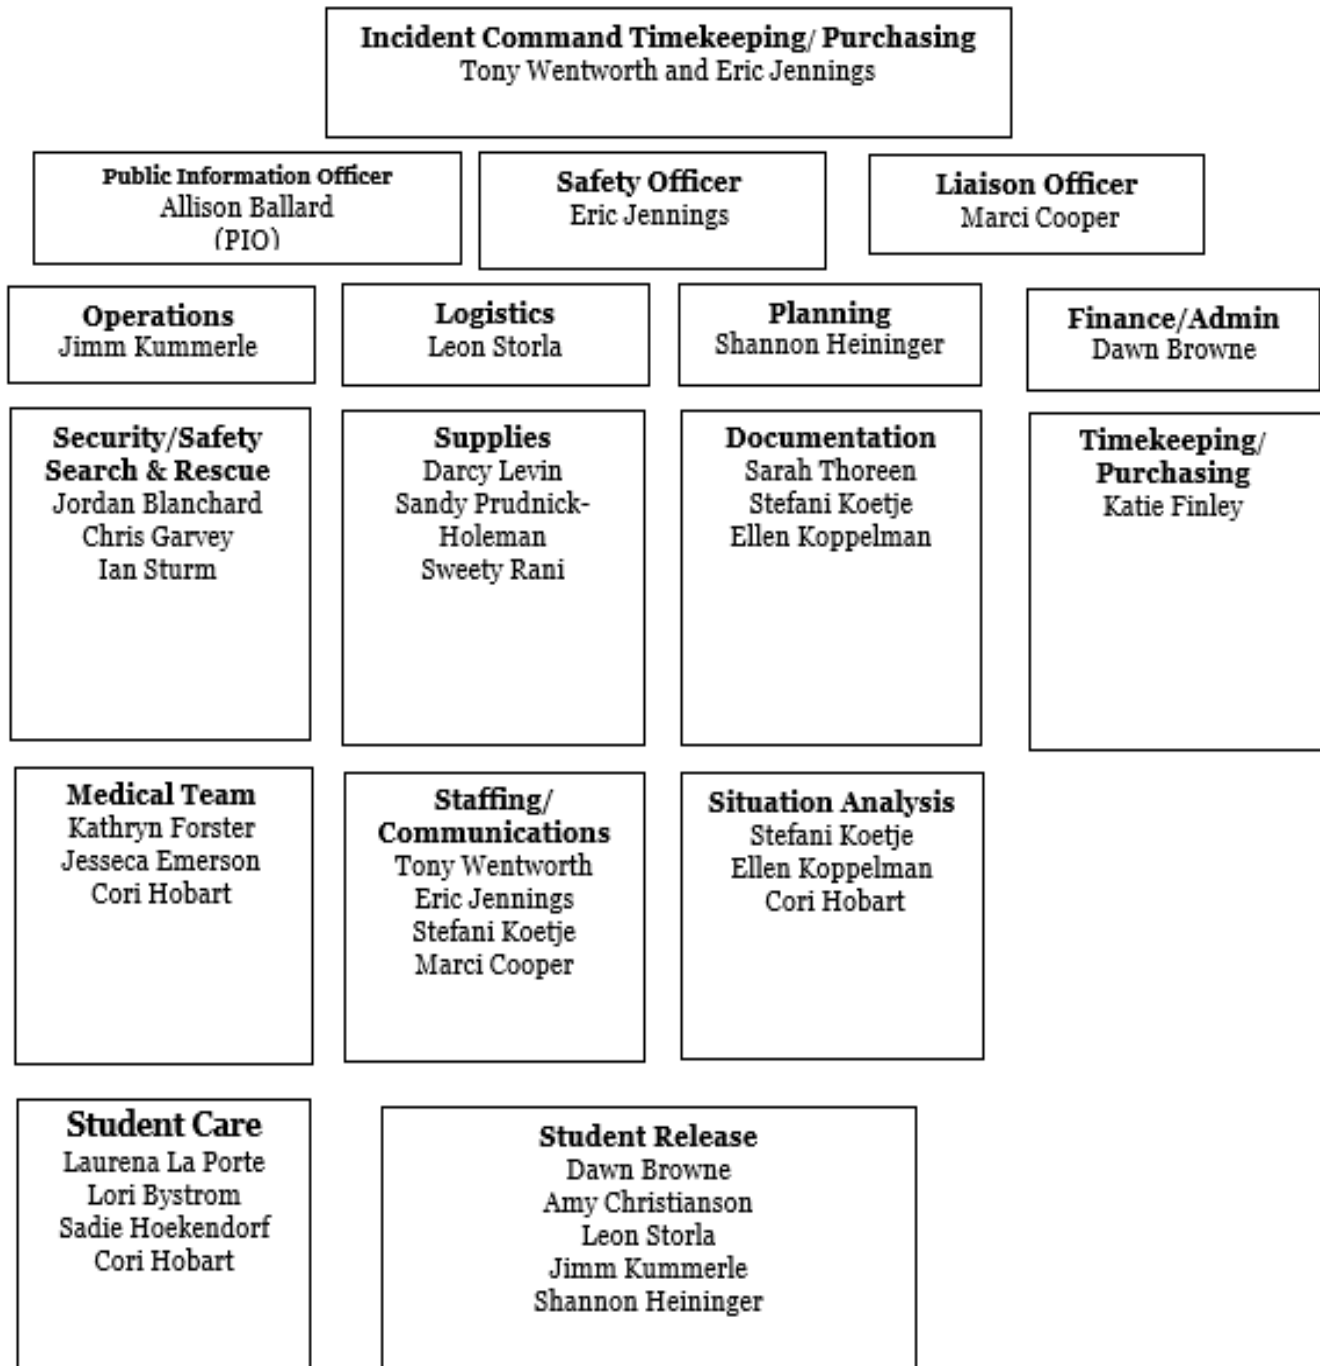 Incident Command Timekeeping/ Purchasing
Tony Wentworth and Eric Jennings
Public Information Officer
Allison Ballard
(PIO)
Safety Officer
Eric Jennings
Liaison Officer
Marci Cooper
Operations
Jimm Kummerle
Logistics
Leon Storla
Planning
Shannon Heininger
Finance/Admin
Dawn Browne
Security/Safety
Search & Rescue
Jordan Blanchard
Chris Garvey
Ian Sturm
Supplies
Darcy Levin
Sandy Prudnick-
Holeman
Sweety Rani
Documentation
Sarah Thoreen
Stefani Koetje
Ellen Koppelman
Timekeeping/
Purchasing
Katie Finley
Medical Team
Kathryn Forster
Jesseca Emerson
Cori Hobart
Staffing/
Communications
Tony Wentworth
Eric Jennings
Stefani Koetje
Marci Cooper
Situation Analysis
Stefani Koetje
Ellen Koppelman
Cori Hobart
Student Care
Laurena La Porte
Lori Bystrom
Sadie Hoekendorf
Cori Hobart
Student Release
Dawn Browne
Amy Christianson
Leon Storla
Jimm Kummerle
Shannon Heininger